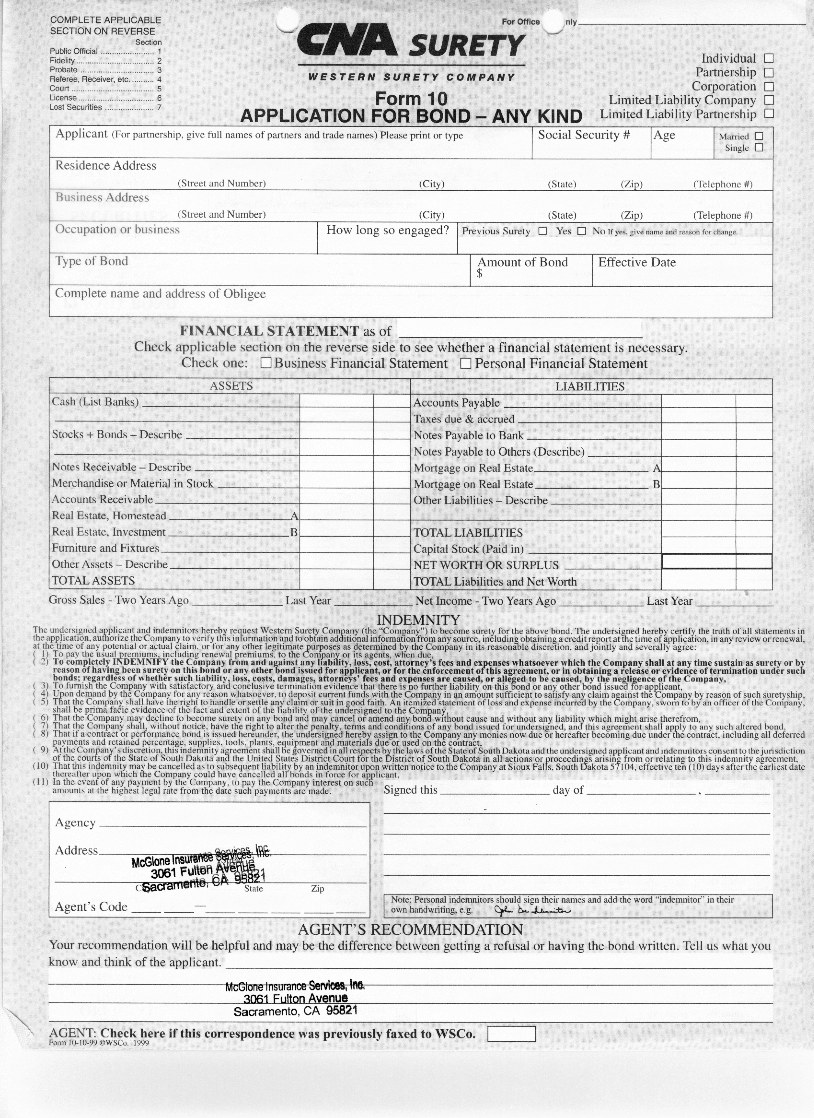 COMPLETE APPLICABLE
SECTION ON REVERSE
Section
Public Official ........................ 1
Fidelity ................................. 2
Probate ................................ 3
Referee, Receiver, etc. .......... 4
Court .................................... 5
License ................................. 6
Lost Securities ...................... 7
For Office nly
CNA SURETY
WESTERN SURETY COMPANY
Form 10
APPLICATION FOR BOND – ANY KIND
Individual ☐
Partnership ☐
Corporation ☐
Limited Liability Company ☐
Limited Liability Partnership ☐
Applicant (For partnership, give full names of partners and trade names) Please print or type Social Security # Age Married ☐
Single ☐
Residence Address
(Street and Number) (City) (State) (Zip) (Telephone #)
Business Address
(Street and Number) (City) (State) (Zip) (Telephone #)
Occupation or business How long so engaged? Previous Surety ☐ Yes ☐ No If yes, give name and reason for change.
Type of Bond Amount of Bond Effective Date
$
Complete name and address of Obligee
FINANCIAL STATEMENT as of
Check applicable section on the reverse side to see whether a financial statement is necessary.
Check one: ☐ Business Financial Statement ☐ Personal Financial Statement
ASSETS LIABILITIES
Cash (List Banks) Accounts Payable
Taxes due & accrued
Stocks + Bonds – Describe Notes Payable to Bank
Notes Payable to Others (Describe)
Notes Receivable – Describe Mortgage on Real Estate A
Merchandise or Material in Stock Mortgage on Real Estate B
Accounts Receivable Other Liabilities – Describe
Real Estate, Homestead A
Real Estate, Investment B TOTAL LIABILITIES
Furniture and Fixtures Capital Stock (Paid in)
Other Assets – Describe NET WORTH OR SURPLUS
TOTAL ASSETS TOTAL Liabilities and Net Worth
Gross Sales - Two Years Ago Last Year Net Income - Two Years Ago Last Year
INDEMNITY
The undersigned applicant and indemnitors hereby request Western Surety Company (the "Company") to become surety for the above bond. The undersigned hereby certify the truth of all statements in
the application, authorize the Company to verify this information and to obtain additional information from any source, including obtaining a credit report at the time of application, in any review or renewal,
at the time of any potential or actual claim, or for any other legitimate purposes as determined by the Company in its reasonable discretion, and jointly and severally agree:
( 1) To pay the usual premiums, including renewal premiums, to the Company or its agents, when due.
( 2) To completely INDEMNIFY the Company from and against any liability, loss, cost, attorney's fees and expenses whatsoever which the Company shall at any time sustain as surety or by
reason of having been surety on this bond or any other bond issued for applicant, or for the enforcement of this agreement, or in obtaining a release or evidence of termination under such
bonds; regardless of whether such liability, loss, costs, damages, attorneys' fees and expenses are caused, or alleged to be caused, by the negligence of the Company.
( 3) To furnish the Company with satisfactory and conclusive termination evidence that there is no further liability on this bond or any other bond issued for applicant.
( 4) Upon demand by the Company for any reason whatsoever, to deposit current funds with the Company in an amount sufficient to satisfy any claim against the Company by reason of such suretyship.
( 5) That the Company shall have the right to handle or settle any claim or suit in good faith. An itemized statement of loss and expense incurred by the Company, sworn to by an officer of the Company,
shall be prima facie evidence of the fact and extent of the liability of the undersigned to the Company.
( 6) That the Company may decline to become surety on any bond and may cancel or amend any bond without cause and without any liability which might arise therefrom.
( 7) That the Company shall, without notice, have the right to alter the penalty, terms and conditions of any bond issued for undersigned, and this agreement shall apply to any such altered bond.
( 8) That if a contract or performance bond is issued hereunder, the undersigned hereby assign to the Company any monies now due or hereafter becoming due under the contract, including all deferred
payments and retained percentage, supplies, tools, plants, equipment and materials due or used on the contract.
( 9) At the Company's discretion, this indemnity agreement shall be governed in all respects by the laws of the State of South Dakota and the undersigned applicant and indemnitors consent to the jurisdiction
of the courts of the State of South Dakota and the United States District Court for the District of South Dakota in all actions or proceedings arising from or relating to this indemnity agreement.
(10) That this indemnity may be cancelled as to subsequent liability by an indemnitor upon written notice to the Company at Sioux Falls, South Dakota 57104, effective ten (10) days after the earliest date
thereafter upon which the Company could have cancelled all bonds in force for applicant.
(11) In the event of any payment by the Company, to pay the Company interest on such
amounts at the highest legal rate from the date such payments are made.
Signed this day of ,
Agency
Address
McGlone Insurance Services, Inc.
3061 Fulton Avenue
Sacramento, CA 95821
State Zip
Agent's Code –
Note: Personal indemnitors should sign their names and add the word "indemnitor" in their
own handwriting, e.g.
AGENT'S RECOMMENDATION
Your recommendation will be helpful and may be the difference between getting a refusal or having the bond written. Tell us what you
know and think of the applicant.
McGlone Insurance Services, Inc.
3061 Fulton Avenue
Sacramento, CA 95821
AGENT: Check here if this correspondence was previously faxed to WSCo.
Form 10-10-99 ©WSCo. 1999